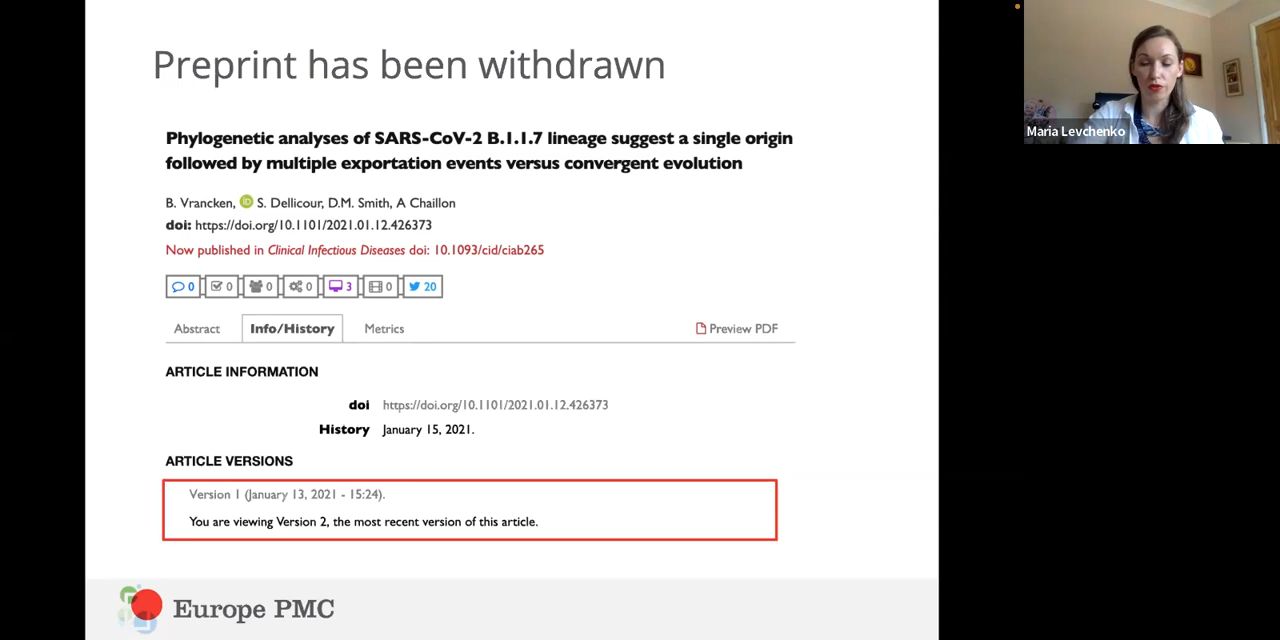 Preprint has been withdrawn
Phylogenetic analyses of SARS-CoV-2 B.1.1.7 lineage suggest a single origin
followed by multiple exportation events versus convergent evolution
B. Vrancken, iD S. Dellicour, D.M. Smith, A Chaillon
doi: https://doi.org/10.1101/2021.01.12.426373
Now published in Clinical Infectious Diseases doi: 10.1093/cid/ciab265
0 0 0 0 3 0 20
Abstract Info/History Metrics Preview PDF
ARTICLE INFORMATION
doi https://doi.org/10.1101/2021.01.12.426373
History January 15, 2021.
ARTICLE VERSIONS
Version 1 (January 13, 2021 - 15:24).
You are viewing Version 2, the most recent version of this article.
Europe PMC
Maria Levchenko